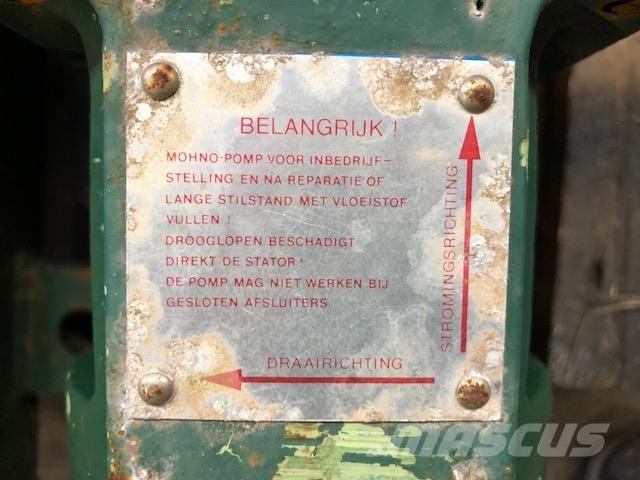 BELANGRIJK !
MOHNO-POMP VOOR INBEDRIJF-
STELLING EN NA REPARATIE OF
LANGE STILSTAND MET VLOEISTOF
VULLEN !
DROOGLOPEN BESCHADIGT
DIREKT DE STATOR !
DE POMP MAG NIET WERKEN BIJ
GESLOTEN AFSLUITERS
STROMINGSRICHTING
DRAAIRICHTING
MASCUS